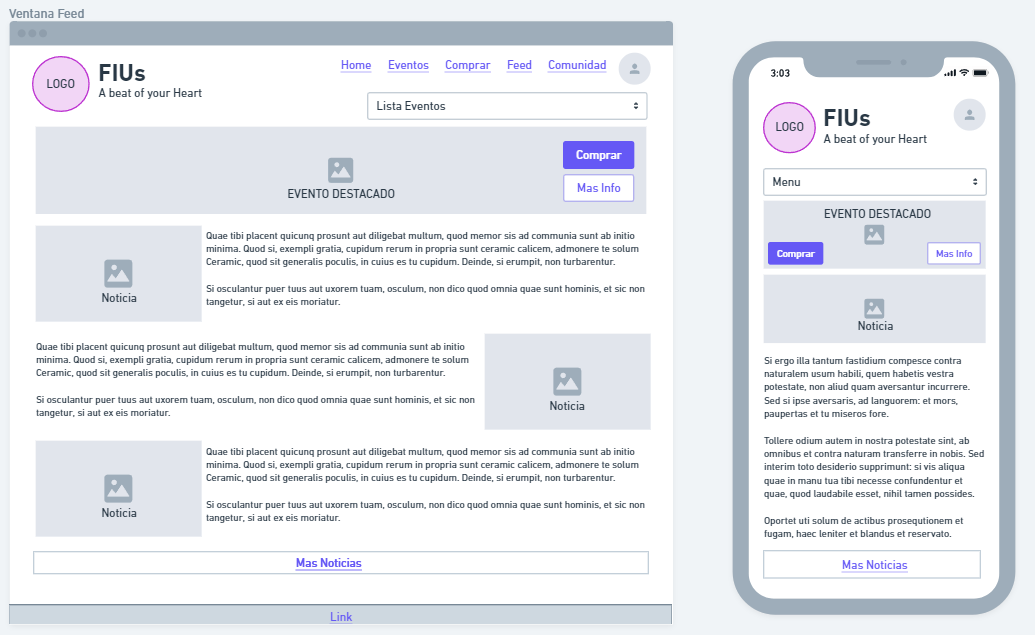 Ventana Feed
LOGO
FIUs
A beat of your Heart
Home Eventos Comprar Feed Comunidad
Lista Eventos
EVENTO DESTACADO
Comprar
Mas Info
Noticia
Quae tibi placent quicunq prosunt aut diligebat multum, quod memor sis ad communia sunt ab initio
minima. Quod si, exempli gratia, cupidum rerum in propria sunt ceramic calicem, admonere te solum
Ceramic, quod sit generalis poculis, in cuius es tu cupidum. Deinde, si erumpit, non turbarentur.
Si osculantur puer tuus aut uxorem tuam, osculum, non dico quod omnia quae sunt hominis, et sic non
tangetur, si aut ex eis moriatur.
Quae tibi placent quicunq prosunt aut diligebat multum, quod memor sis ad communia sunt ab initio
minima. Quod si, exempli gratia, cupidum rerum in propria sunt ceramic calicem, admonere te solum
Ceramic, quod sit generalis poculis, in cuius es tu cupidum. Deinde, si erumpit, non turbarentur.
Si osculantur puer tuus aut uxorem tuam, osculum, non dico quod omnia quae sunt hominis, et sic non
tangetur, si aut ex eis moriatur.
Noticia
Noticia
Quae tibi placent quicunq prosunt aut diligebat multum, quod memor sis ad communia sunt ab initio
minima. Quod si, exempli gratia, cupidum rerum in propria sunt ceramic calicem, admonere te solum
Ceramic, quod sit generalis poculis, in cuius es tu cupidum. Deinde, si erumpit, non turbarentur.
Si osculantur puer tuus aut uxorem tuam, osculum, non dico quod omnia quae sunt hominis, et sic non
tangetur, si aut ex eis moriatur.
Mas Noticias
Link
3:03
LOGO
FIUs
A beat of your Heart
Menu
EVENTO DESTACADO
Comprar
Mas Info
Noticia
Si ergo illa tantum fastidium compesce contra
naturalem usum habili, quem habetis vestra
potestate, non aliud quam aversantur incurrere.
Sed si ipse aversaris, ad languorem: et mors,
paupertas et tu miseros fore.
Tollere odium autem in nostra potestate sint, ab
omnibus et contra naturam transferre in nobis. Sed
interim toto desiderio supprimunt: si vis aliqua
quae in manu tua tibi necesse confundentur et
quae, quod laudabile esset, nihil tamen possides.
Oportet uti solum de actibus prosequtionem et
fugam, haec leniter et blandus et reservato.
Mas Noticias